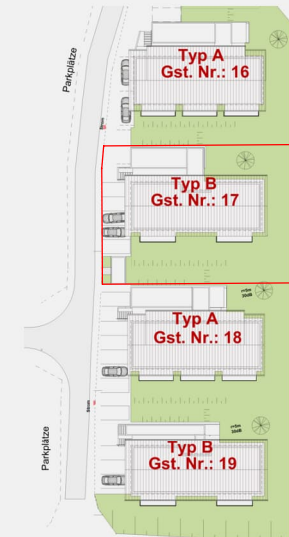 Parkplätze
Typ A
Gst. Nr.: 16
Typ B
Gst. Nr.: 17
Typ A
Gst. Nr.: 18
Parkplätze
Typ B
Gst. Nr.: 19